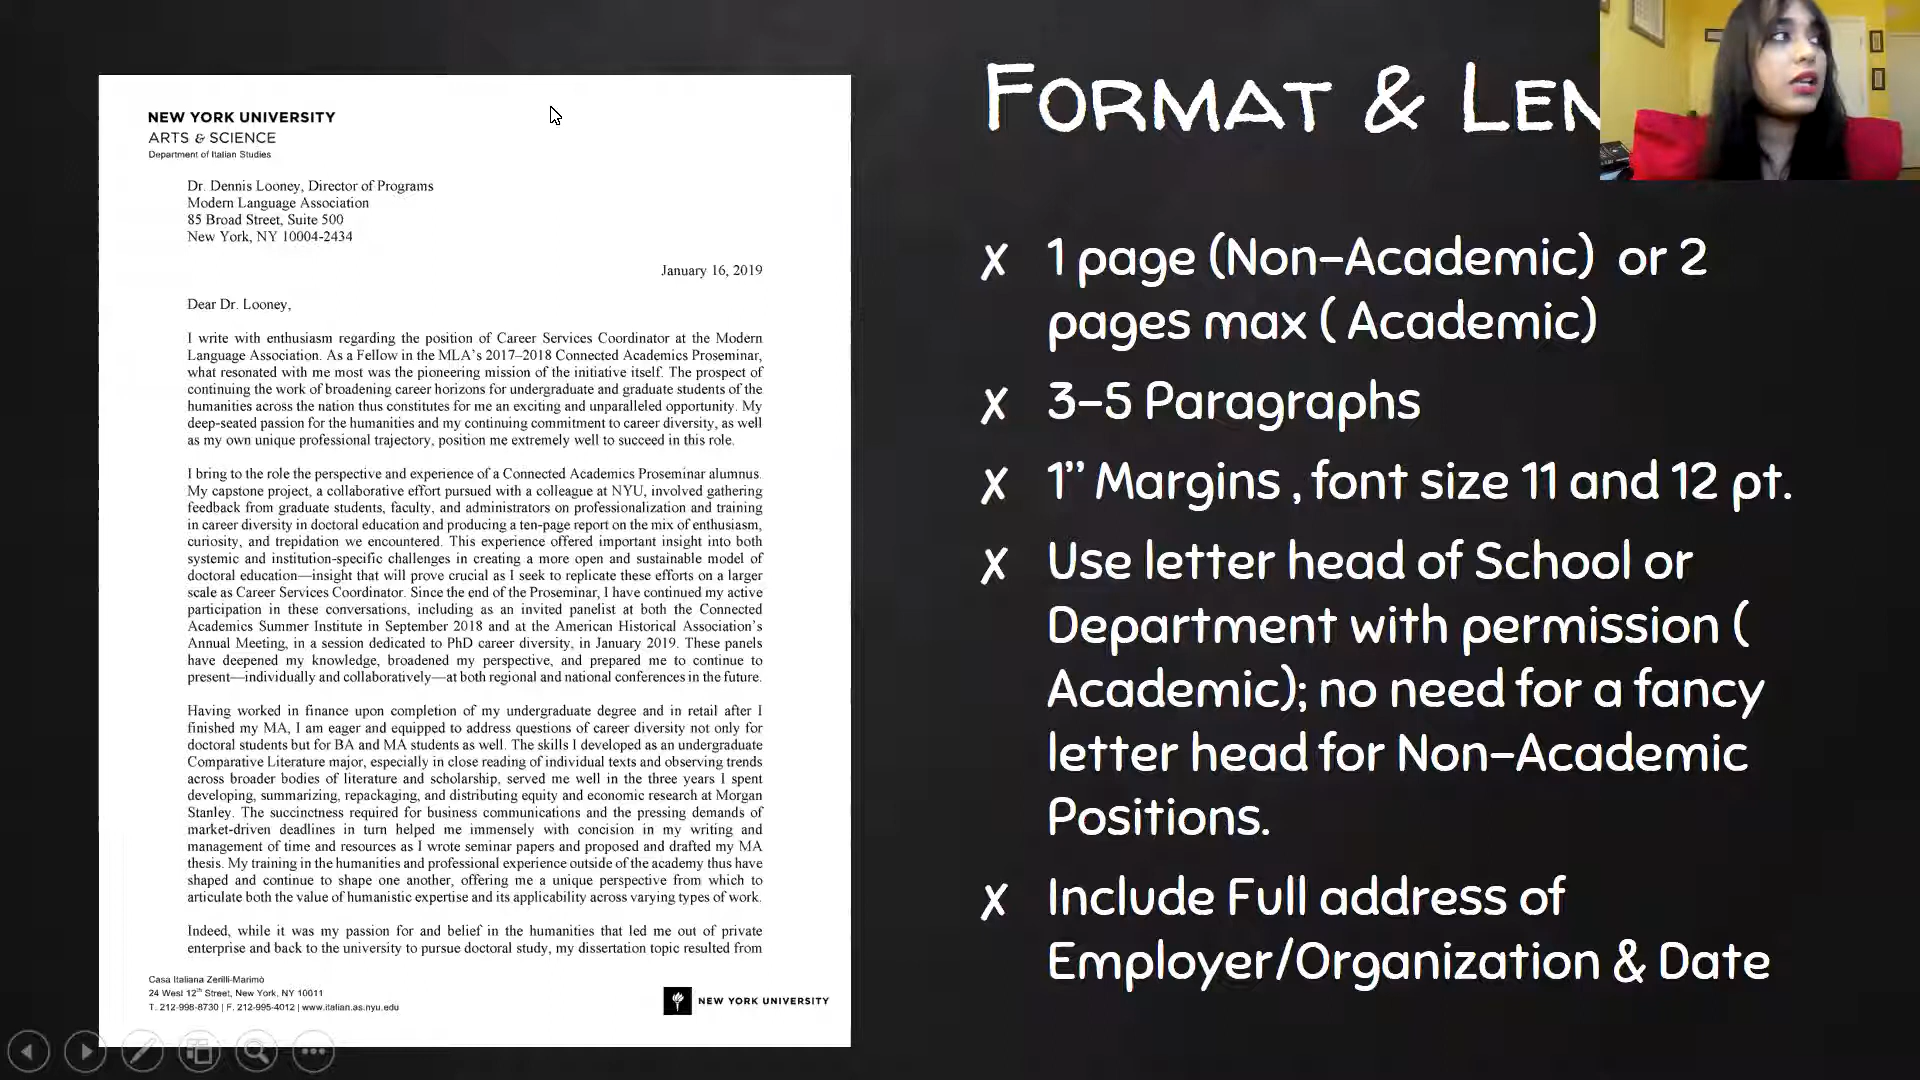 NEW YORK UNIVERSITY
ARTS & SCIENCE
Department of Italian Studies
Dr. Dennis Looney, Director of Programs
Modern Language Association
85 Broad Street, Suite 500
New York, NY 10004-2434
January 16, 2019
Dear Dr. Looney,
I write with enthusiasm regarding the position of Career Services Coordinator at the Modern
Language Association. As a Fellow in the MLA's 2017–2018 Connected Academics Proseminar,
what resonated with me most was the pioneering mission of the initiative itself. The prospect of
continuing the work of broadening career horizons for undergraduate and graduate students of the
humanities across the nation thus constitutes for me an exciting and unparalleled opportunity. My
deep-seated passion for the humanities and my continuing commitment to career diversity, as well
as my own unique professional trajectory, position me extremely well to succeed in this role.
I bring to the role the perspective and experience of a Connected Academics Proseminar alumnus.
My capstone project, a collaborative effort pursued with a colleague at NYU, involved gathering
feedback from graduate students, faculty, and administrators on professionalization and training
in career diversity in doctoral education and producing a ten-page report on the mix of enthusiasm,
curiosity, and trepidation we encountered. This experience offered important insight into both
systemic and institution-specific challenges in creating a more open and sustainable model of
doctoral education—insight that will prove crucial as I seek to replicate these efforts on a larger
scale as Career Services Coordinator. Since the end of the Proseminar, I have continued my active
participation in these conversations, including as an invited panelist at both the Connected
Academics Summer Institute in September 2018 and at the American Historical Association's
Annual Meeting, in a session dedicated to PhD career diversity, in January 2019. These panels
have deepened my knowledge, broadened my perspective, and prepared me to continue to
present—individually and collaboratively—at both regional and national conferences in the future.
Having worked in finance upon completion of my undergraduate degree and in retail after I
finished my MA, I am eager and equipped to address questions of career diversity not only for
doctoral students but for BA and MA students as well. The skills I developed as an undergraduate
Comparative Literature major, especially in close reading of individual texts and observing trends
across broader bodies of literature and scholarship, served me well in the three years I spent
developing, summarizing, repackaging, and distributing equity and economic research at Morgan
Stanley. The succinctness required for business communications and the pressing demands of
market-driven deadlines in turn helped me immensely with concision in my writing and
management of time and resources as I wrote seminar papers and proposed and drafted my MA
thesis. My training in the humanities and professional experience outside of the academy thus have
shaped and continue to shape one another, offering me a unique perspective from which to
articulate both the value of humanistic expertise and its applicability across varying types of work.
Indeed, while it was my passion for and belief in the humanities that led me out of private
enterprise and back to the university to pursue doctoral study, my dissertation topic resulted from
Casa Italiana Zerilli-Marimò
24 West 12th Street, New York, NY 10011
T. 212-998-8730 | F. 212-995-4012 | www.italian.as.nyu.edu
NEW YORK UNIVERSITY
FORMAT & LEN
✗ 1 page (Non-Academic) or 2
pages max ( Academic)
✗ 3-5 Paragraphs
✗ 1” Margins , font size 11 and 12 pt.
✗ Use letter head of School or
Department with permission (
Academic); no need for a fancy
letter head for Non-Academic
Positions.
✗ Include Full address of
Employer/Organization & Date